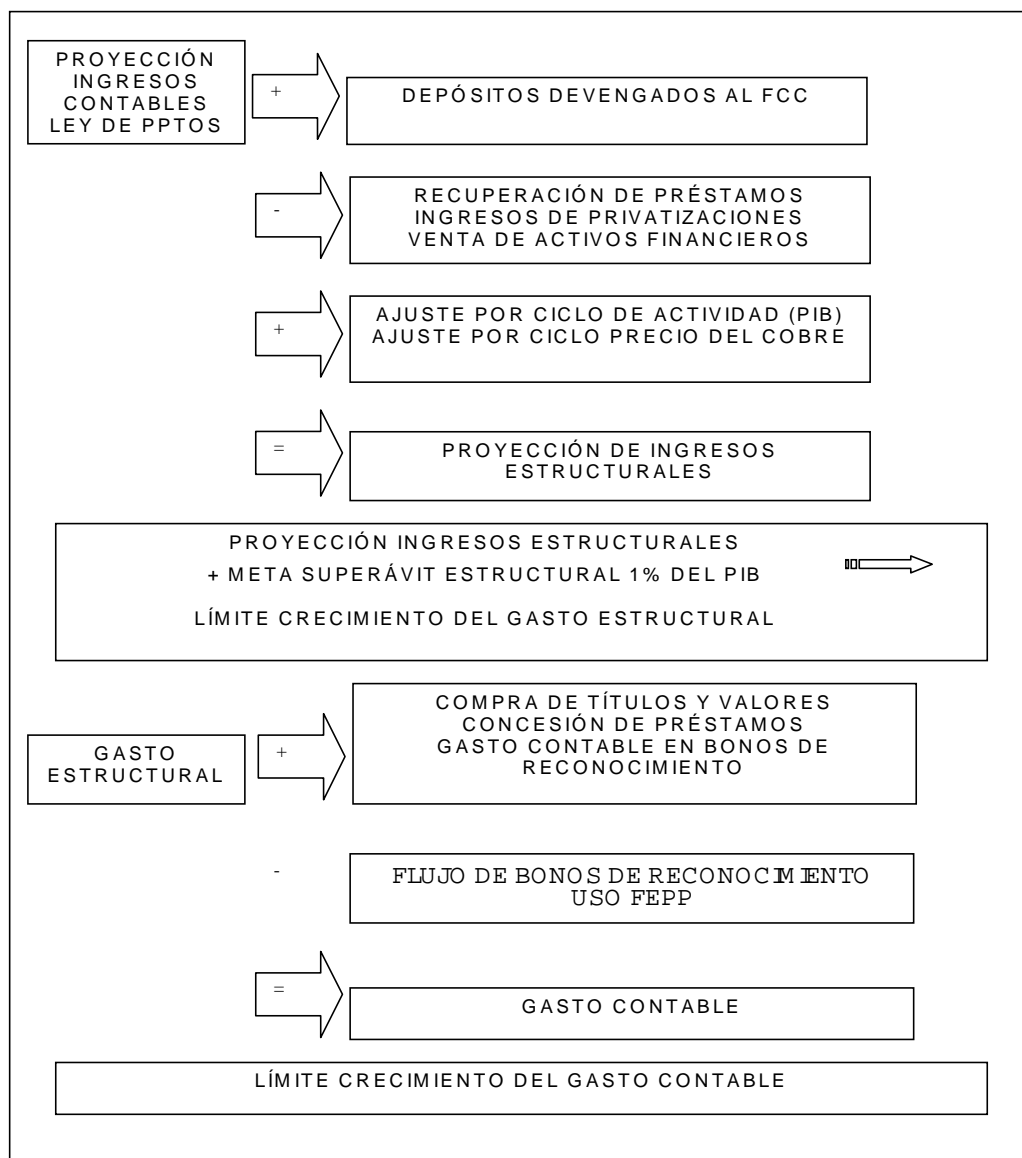 PROYECCIÓN
INGRESOS
CONTABLES
LEY DE PPTOS
+
DEPÓSITOS DEVENGADOS AL FCC
-
RECUPERACIÓN DE PRÉSTAMOS
INGRESOS DE PRIVATIZACIONES
VENTA DE ACTIVOS FINANCIEROS
+
AJUSTE POR CICLO DE ACTIVIDAD (PIB)
AJUSTE POR CICLO PRECIO DEL COBRE
=
PROYECCIÓN DE INGRESOS
ESTRUCTURALES
PROYECCIÓN INGRESOS ESTRUCTURALES
+ META SUPERÁVIT ESTRUCTURAL 1% DEL PIB
LÍMITE CRECIMIENTO DEL GASTO ESTRUCTURAL
GASTO
ESTRUCTURAL
+
COMPRA DE TÍTULOS Y VALORES
CONCESIÓN DE PRÉSTAMOS
GASTO CONTABLE EN BONOS DE
RECONOCIMIENTO
-
FLUJO DE BONOS DE RECONOCIMIENTO
USO FEPP
=
GASTO CONTABLE
LÍMITE CRECIMIENTO DEL GASTO CONTABLE